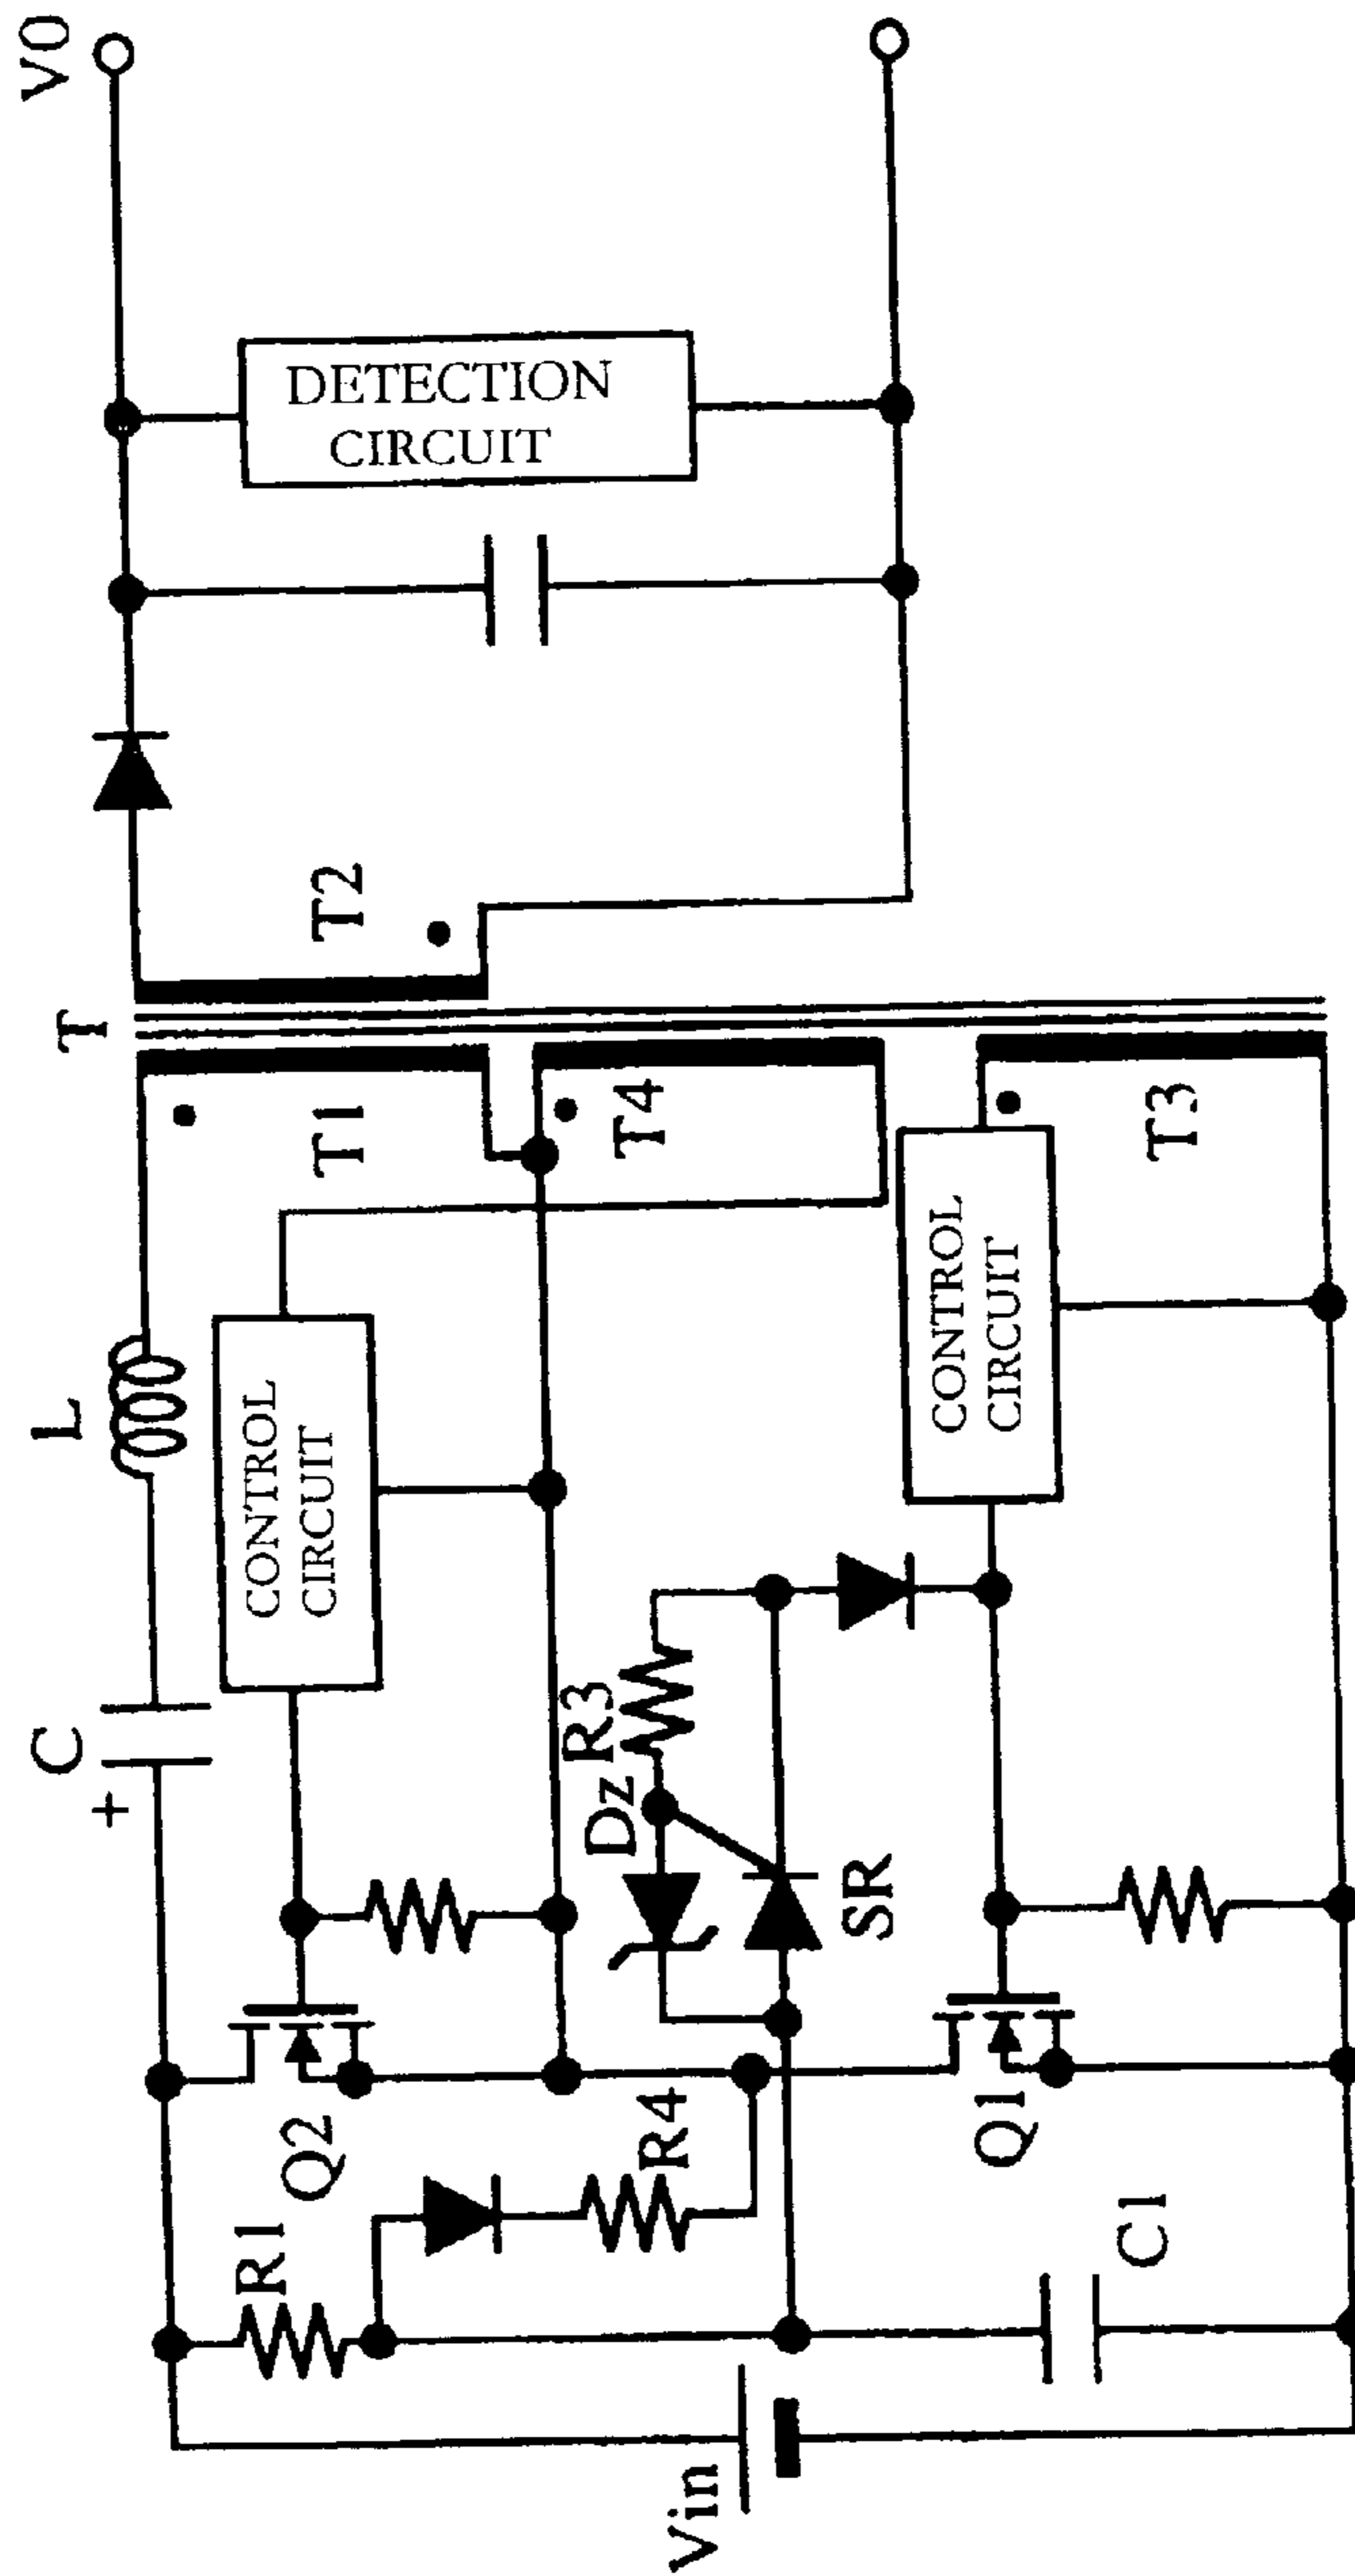 V0
DETECTION
CIRCUIT
T
T2
T1
T4
T3
L
C
+
CONTROL
CIRCUIT
CONTROL
CIRCUIT
R3
Dz
SR
Q2
R4
Q1
R1
C1
Vin